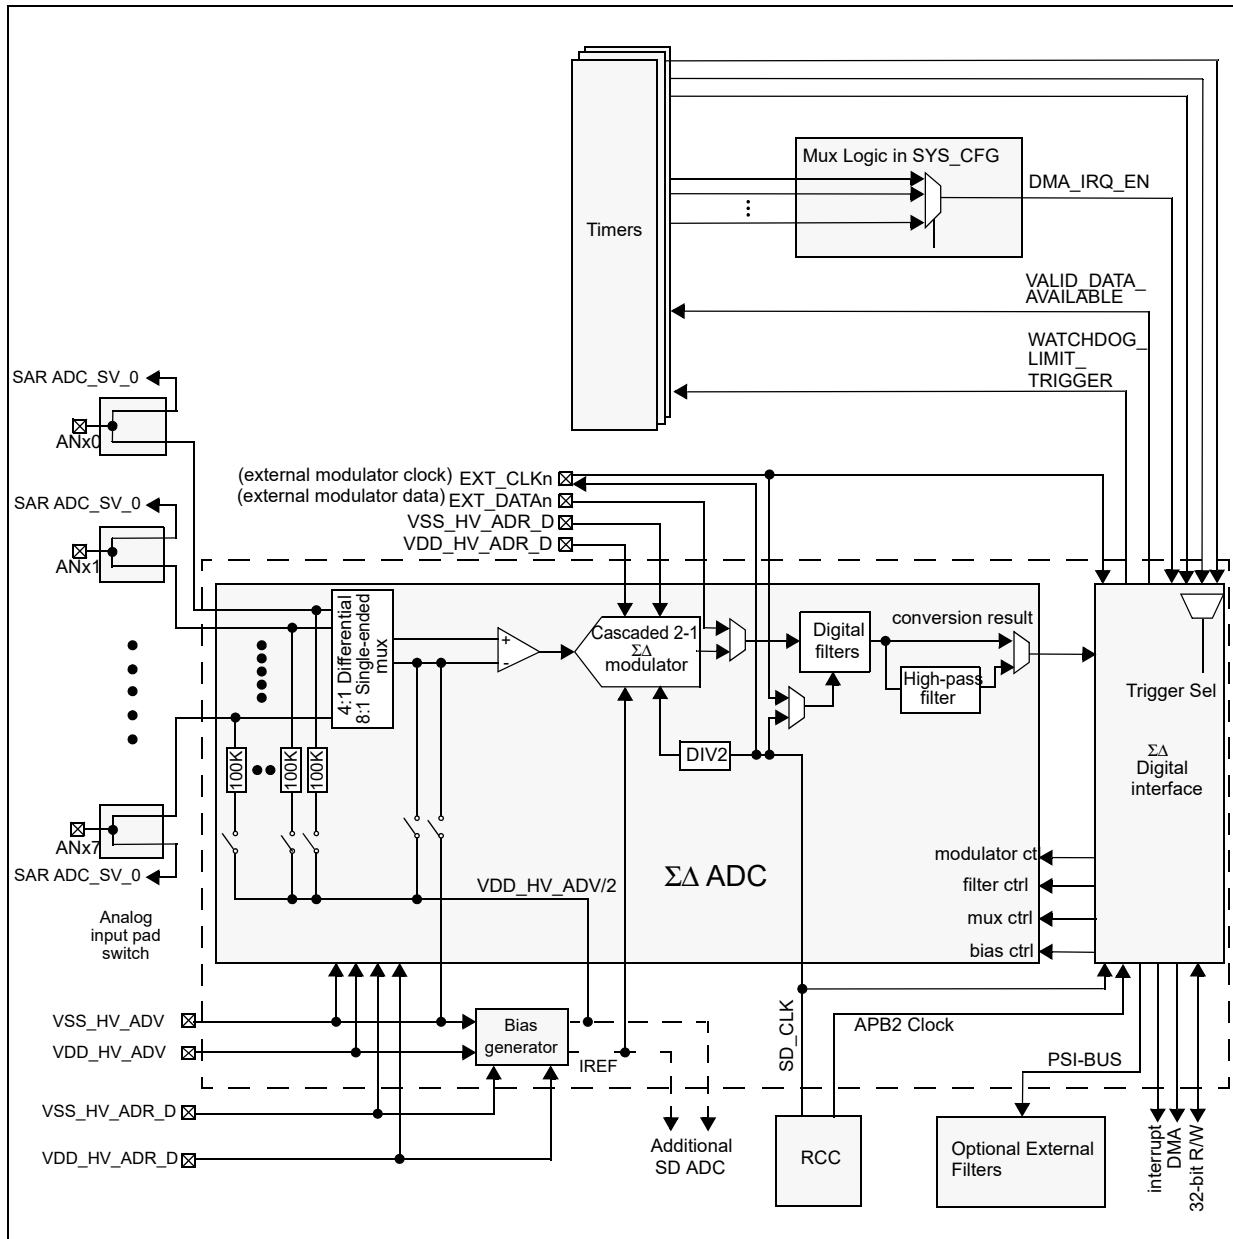 Timers
Mux Logic in SYS_CFG
DMA_IRQ_EN
VALID_DATA_
AVAILABLE
WATCHDOG_
LIMIT_
TRIGGER
SAR ADC_SV_0
ANx0
SAR ADC_SV_0
ANx1
ANx7
SAR ADC_SV_0
Analog
input pad
switch
(external modulator clock) EXT_CLKn
(external modulator data) EXT_DATAn
VSS_HV_ADR_D
VDD_HV_ADR_D
4:1 Differential
8:1 Single-ended
mux
+
-
Cascaded 2-1
ΣΔ
modulator
Digital
filters
conversion result
High-pass
filter
DIV2
100K
100K
100K
VDD_HV_ADV/2
ΣΔ ADC
Trigger Sel
ΣΔ
Digital
interface
modulator ctl
filter ctrl
mux ctrl
bias ctrl
VSS_HV_ADV
VDD_HV_ADV
VSS_HV_ADR_D
VDD_HV_ADR_D
Bias
generator
IREF
Additional
SD ADC
SD_CLK
APB2 Clock
RCC
PSI-BUS
Optional External
Filters
interrupt
DMA
32-bit R/W